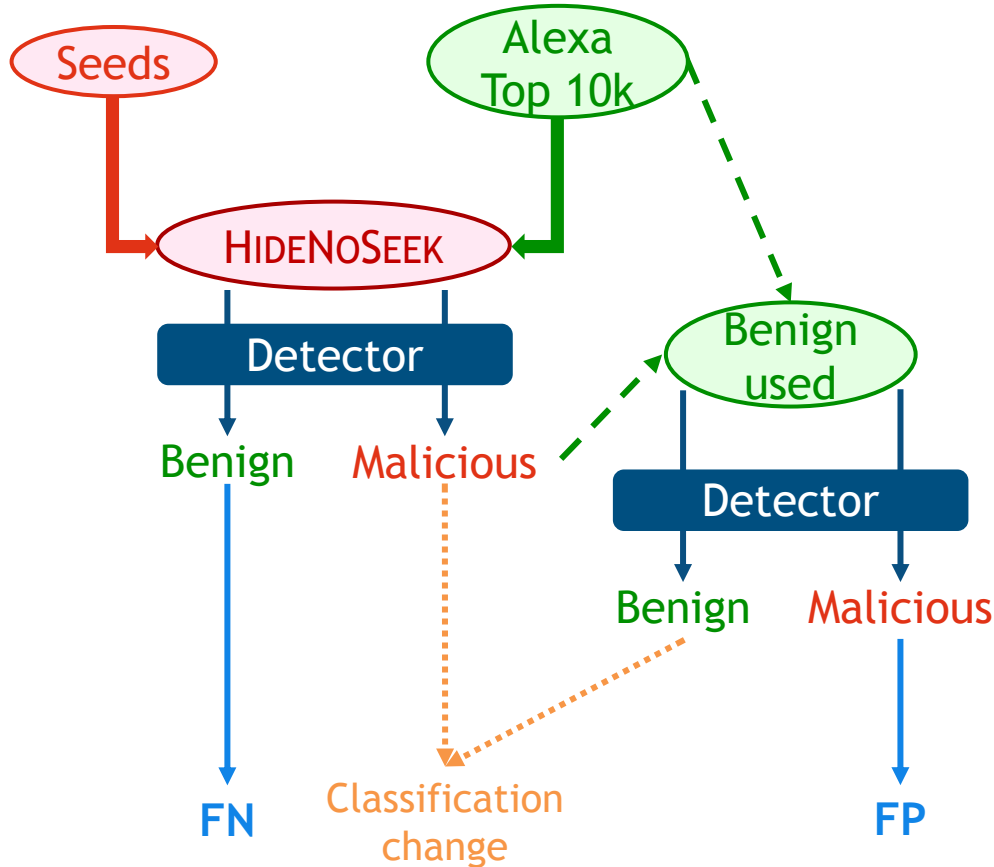 Seeds
Alexa
Top 10k
HIDENOSEEK
Detector
Benign
used
Benign
Malicious
Detector
Benign
Malicious
FN
Classification
change
FP